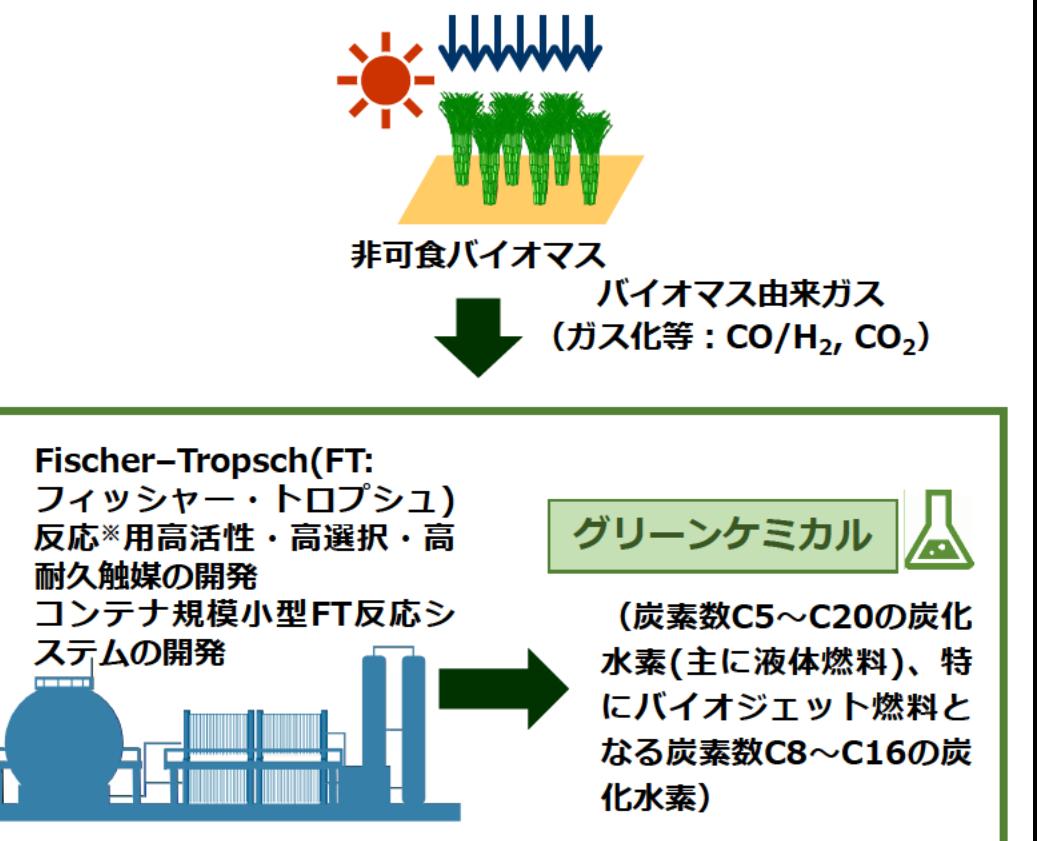 非可食バイオマス
バイオマス由来ガス
（ガス化等：CO/H₂, CO₂）
Fischer–Tropsch(FT:
フィッシャー・トロプシュ)
反応※用高活性・高選択・高
耐久触媒の開発
コンテナ規模小型FT反応シ
ステムの開発
グリーンケミカル
（炭素数C5～C20の炭化
水素(主に液体燃料)、特
にバイオジェット燃料と
なる炭素数C8～C16の炭
化水素）